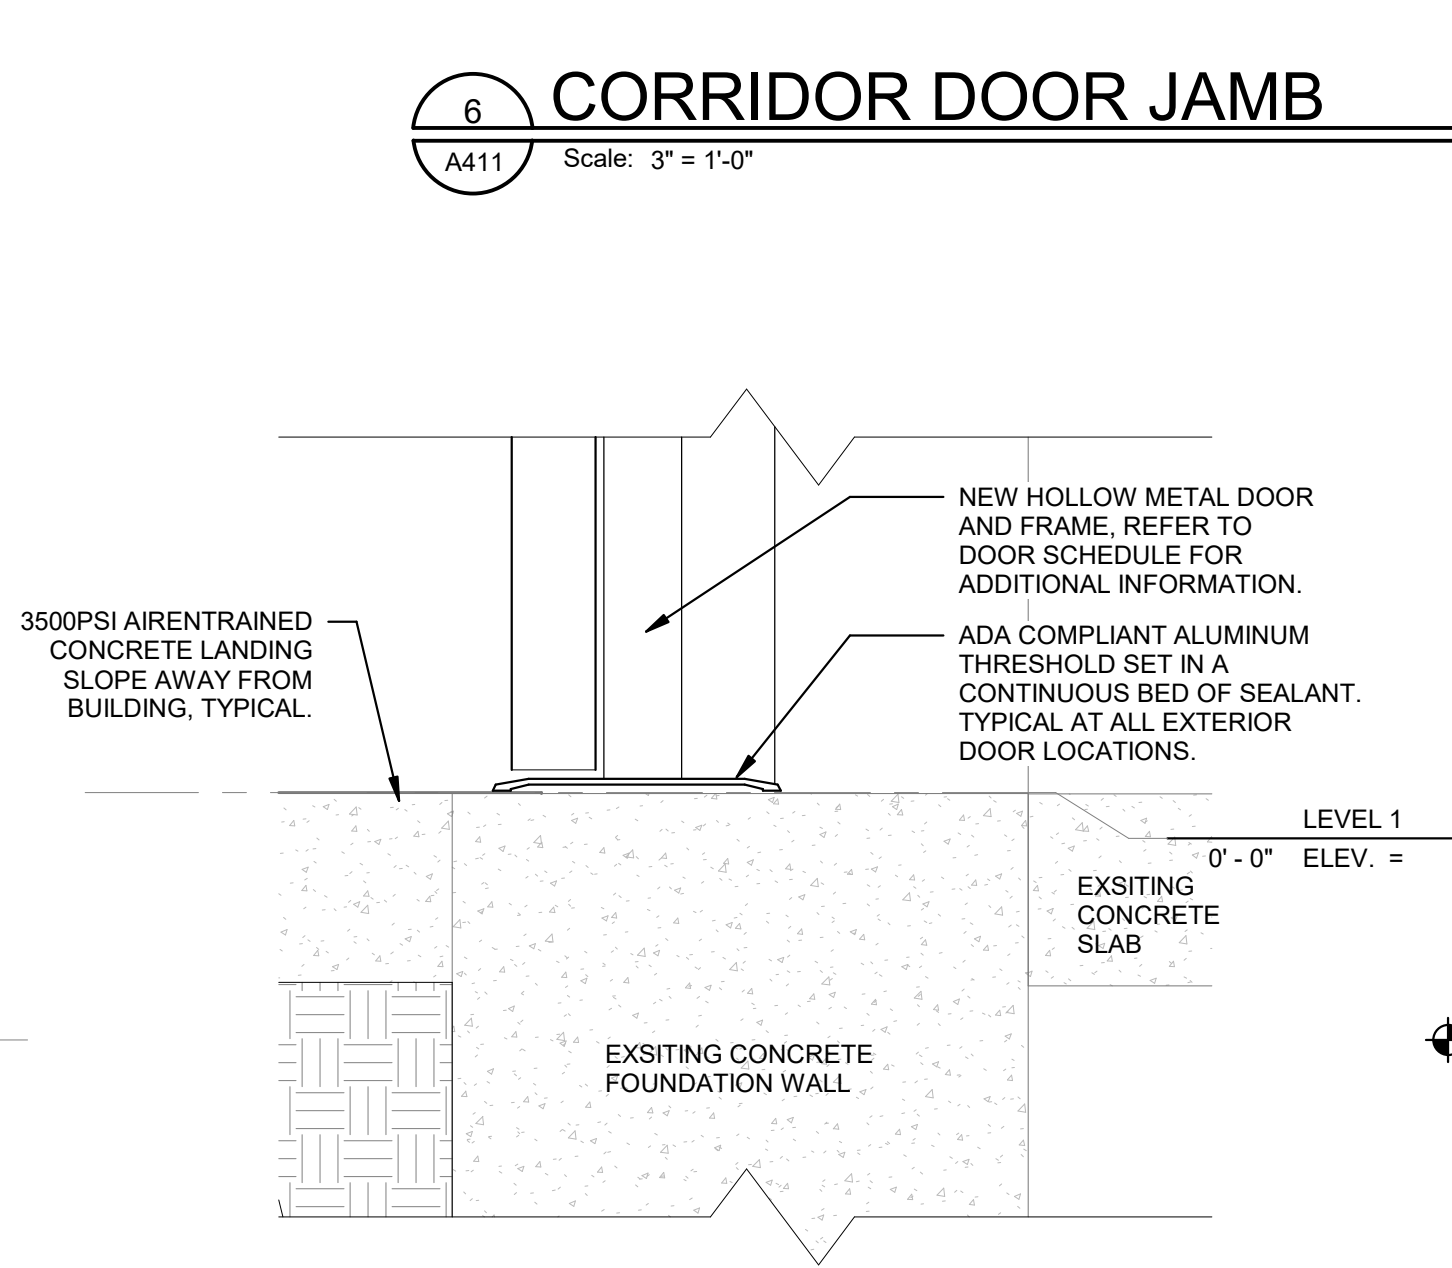 6
CORRIDOR DOOR JAMB
A411
Scale: 3" = 1'-0"
NEW HOLLOW METAL DOOR
AND FRAME, REFER TO
DOOR SCHEDULE FOR
ADDITIONAL INFORMATION.
3500PSI AIRENTRAINED
CONCRETE LANDING
SLOPE AWAY FROM
BUILDING, TYPICAL.
ADA COMPLIANT ALUMINUM
THRESHOLD SET IN A
CONTINUOUS BED OF SEALANT.
TYPICAL AT ALL EXTERIOR
DOOR LOCATIONS.
LEVEL 1
0' - 0" ELEV. =
EXSITING
CONCRETE
SLAB
EXSITING CONCRETE
FOUNDATION WALL